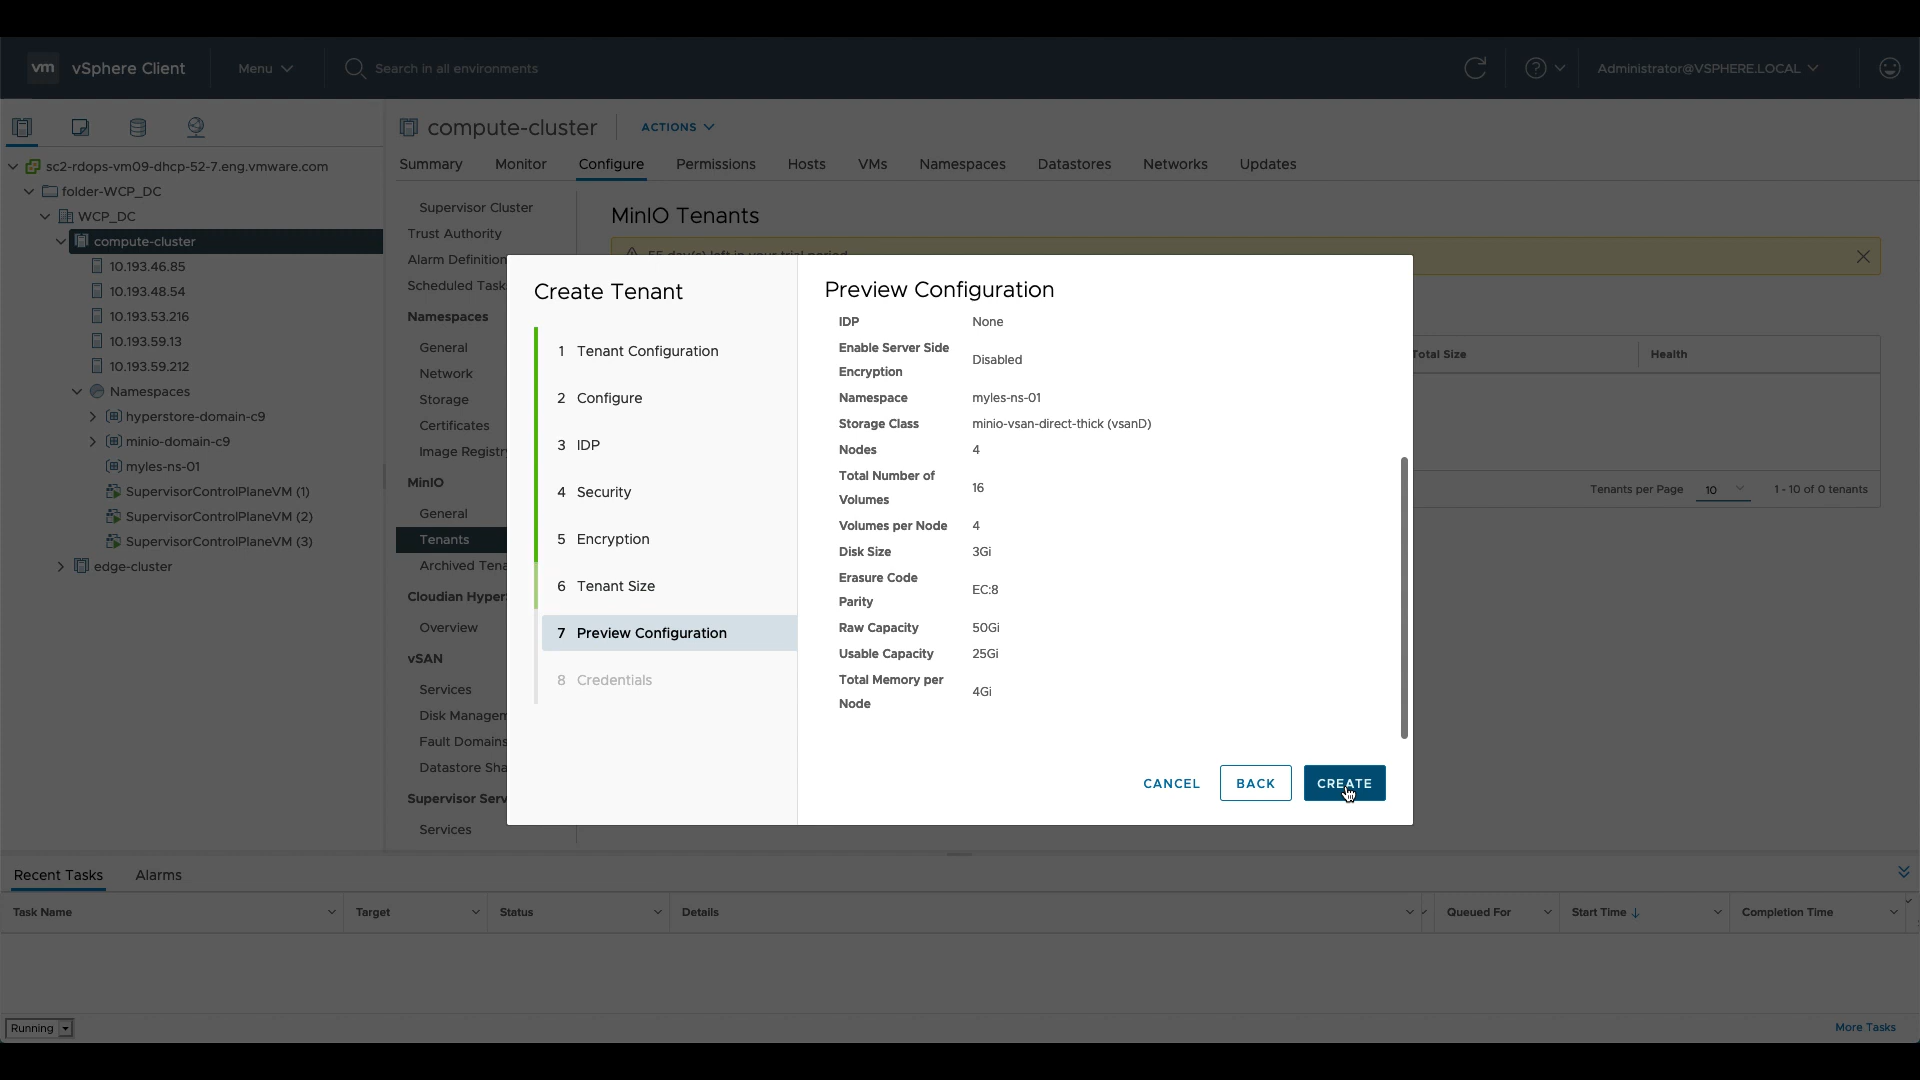 vm vSphere Client
Menu
Search in all environments
Administrator@VSPHERE.LOCAL
sc2-rdops-vm09-dhcp-52-7.eng.vmware.com
folder-WCP_DC
WCP_DC
compute-cluster
10.193.46.85
10.193.48.54
10.193.53.216
10.193.59.13
10.193.59.212
Namespaces
hyperstore-domain-c9
minio-domain-c9
myles-ns-01
SupervisorControlPlaneVM (1)
SupervisorControlPlaneVM (2)
SupervisorControlPlaneVM (3)
edge-cluster
compute-cluster
ACTIONS
Summary
Monitor
Configure
Permissions
Hosts
VMs
Namespaces
Datastores
Networks
Updates
Supervisor Cluster
Trust Authority
Alarm Definition
Scheduled Task
Namespaces
General
Network
Storage
Certificates
Image Registry
MinIO
General
Tenants
Archived Tena
Cloudian Hyper
Overview
vSAN
Services
Disk Managem
Fault Domains
Datastore Sha
Supervisor Serv
Services
MinIO Tenants
55 day(s) left in your trial period
Total Size
Health
Tenants per Page
10
1 - 10 of 0 tenants
Create Tenant
1 Tenant Configuration
2 Configure
3 IDP
4 Security
5 Encryption
6 Tenant Size
7 Preview Configuration
8 Credentials
Preview Configuration
IDP None
Enable Server Side
Encryption
Disabled
Namespace myles-ns-01
Storage Class minio-vsan-direct-thick (vsanD)
Nodes 4
Total Number of
Volumes
16
Volumes per Node 4
Disk Size 3Gi
Erasure Code
Parity
EC:8
Raw Capacity 50Gi
Usable Capacity 25Gi
Total Memory per
Node
4Gi
CANCEL
BACK
CREATE
Recent Tasks
Alarms
Task Name
Target
Status
Details
Queued For
Start Time
Completion Time
Running
More Tasks